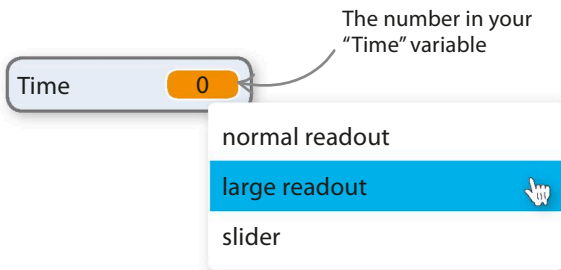 The number in your
“Time” variable
Time 0
normal readout
large readout
slider